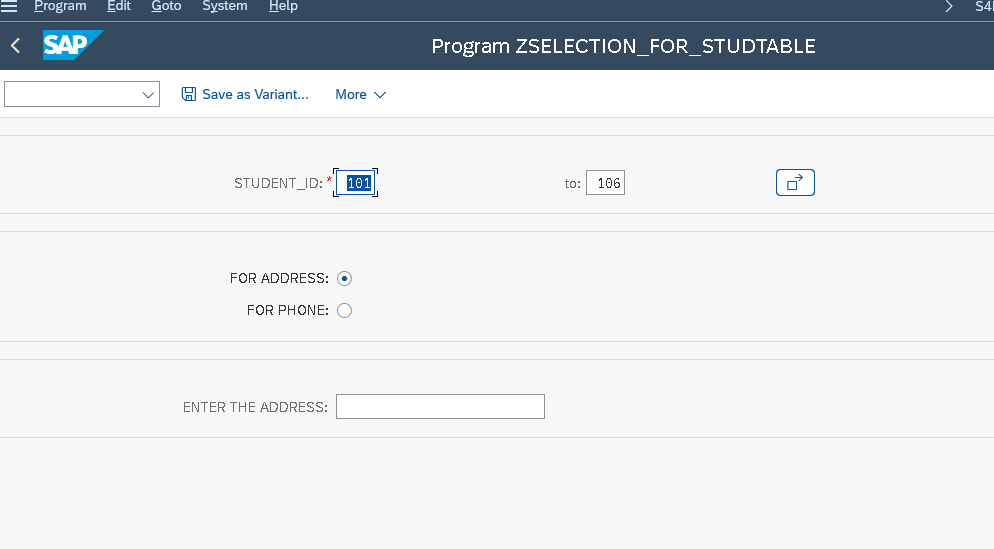 Program Edit Goto System Help S4
SAP Program ZSELECTION_FOR_STUDTABLE
Save as Variant... More
STUDENT_ID: * 101 to: 106
FOR ADDRESS:
FOR PHONE:
ENTER THE ADDRESS: